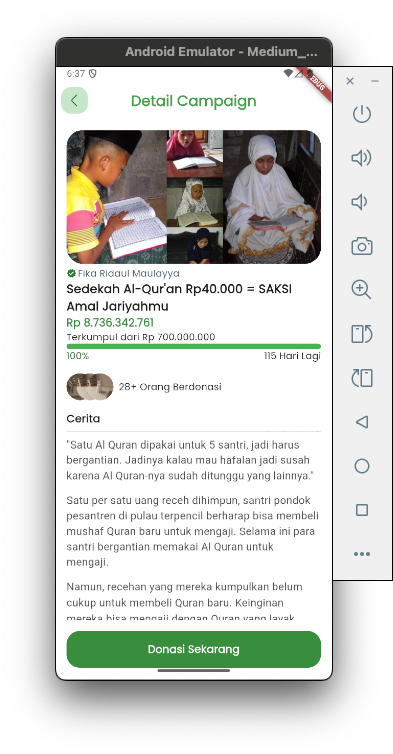 Android Emulator - Medium_...
6:37
DEBUG
Detail Campaign
Fika Ridaul Maulayya
Sedekah Al-Qur'an Rp40.000 = SAKSI
Amal Jariyahmu
Rp 8.736.342.761
Terkumpul dari Rp 700.000.000
100%
115 Hari Lagi
28+ Orang Berdonasi
Cerita
"Satu Al Quran dipakai untuk 5 santri, jadi harus
bergantian. Jadinya kalau mau hafalan jadi susah
karena Al Quran-nya sudah ditunggu yang lainnya."
Satu per satu uang receh dihimpun, santri pondok
pesantren di pulau terpencil berharap bisa membeli
mushaf Quran baru untuk mengaji. Selama ini para
santri bergantian memakai Al Quran untuk
mengaji.
Namun, recehan yang mereka kumpulkan belum
cukup untuk membeli Quran baru. Keinginan
mereka bisa mengaji dengan Quran yang layak
Donasi Sekarang